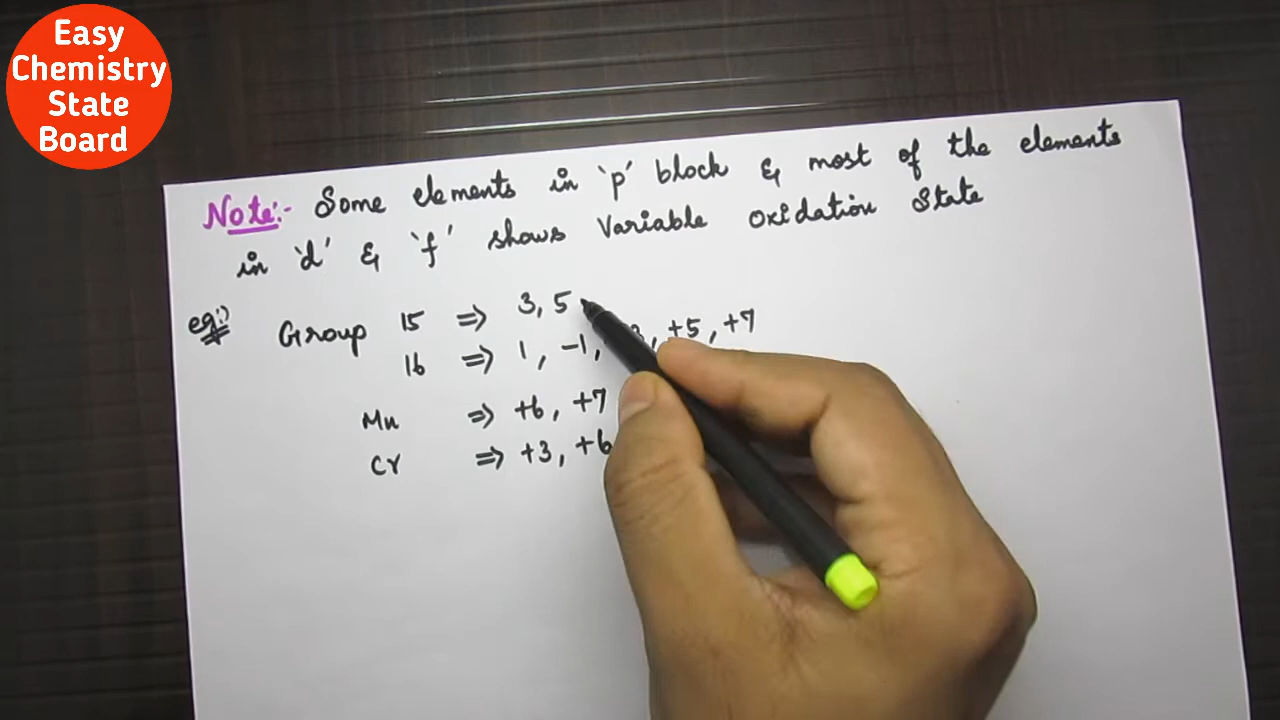 Easy
Chemistry
State
Board
Note:- Some elements in 'p' block & most of the elements
in 'd' & 'f' shows Variable oxidation State
eg:) Group 15 ⇒ 3, 5
16 ⇒ 1, -1, +5, +7
Mn ⇒ +6, +7
Cr ⇒ +3, +6